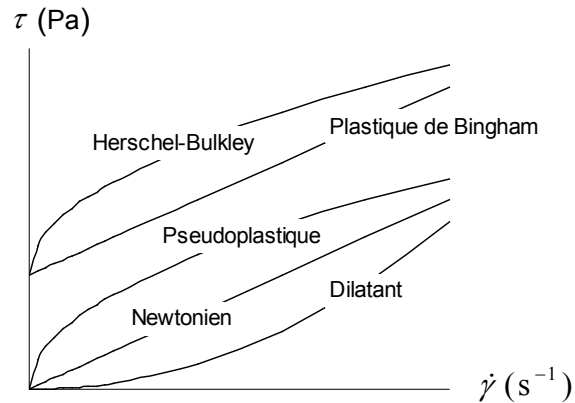 τ (Pa)
Herschel-Bulkley
Plastique de Bingham
Pseudoplastique
Newtonien
Dilatant
γ̇ (s⁻¹)